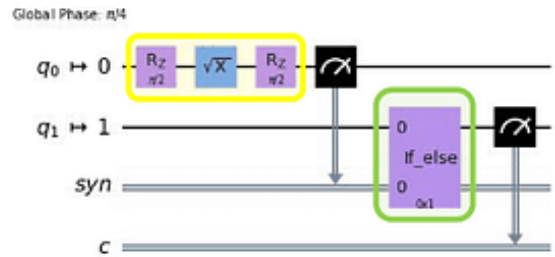 Global Phase: π/4
q₀ ↦ 0 R_Z √X R_Z
π/2 π/2
q₁ ↦ 1 0
If_else
syn 0
0x1
c